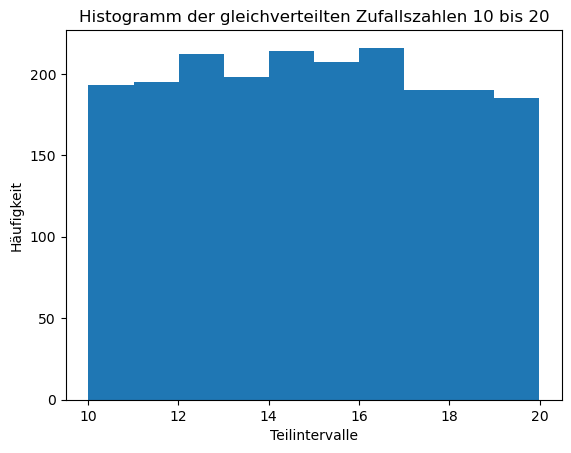 Histogramm der gleichverteilten Zufallszahlen 10 bis 20
200
150
100
50
0
Häufigkeit
10 12 14 16 18 20
Teilintervalle